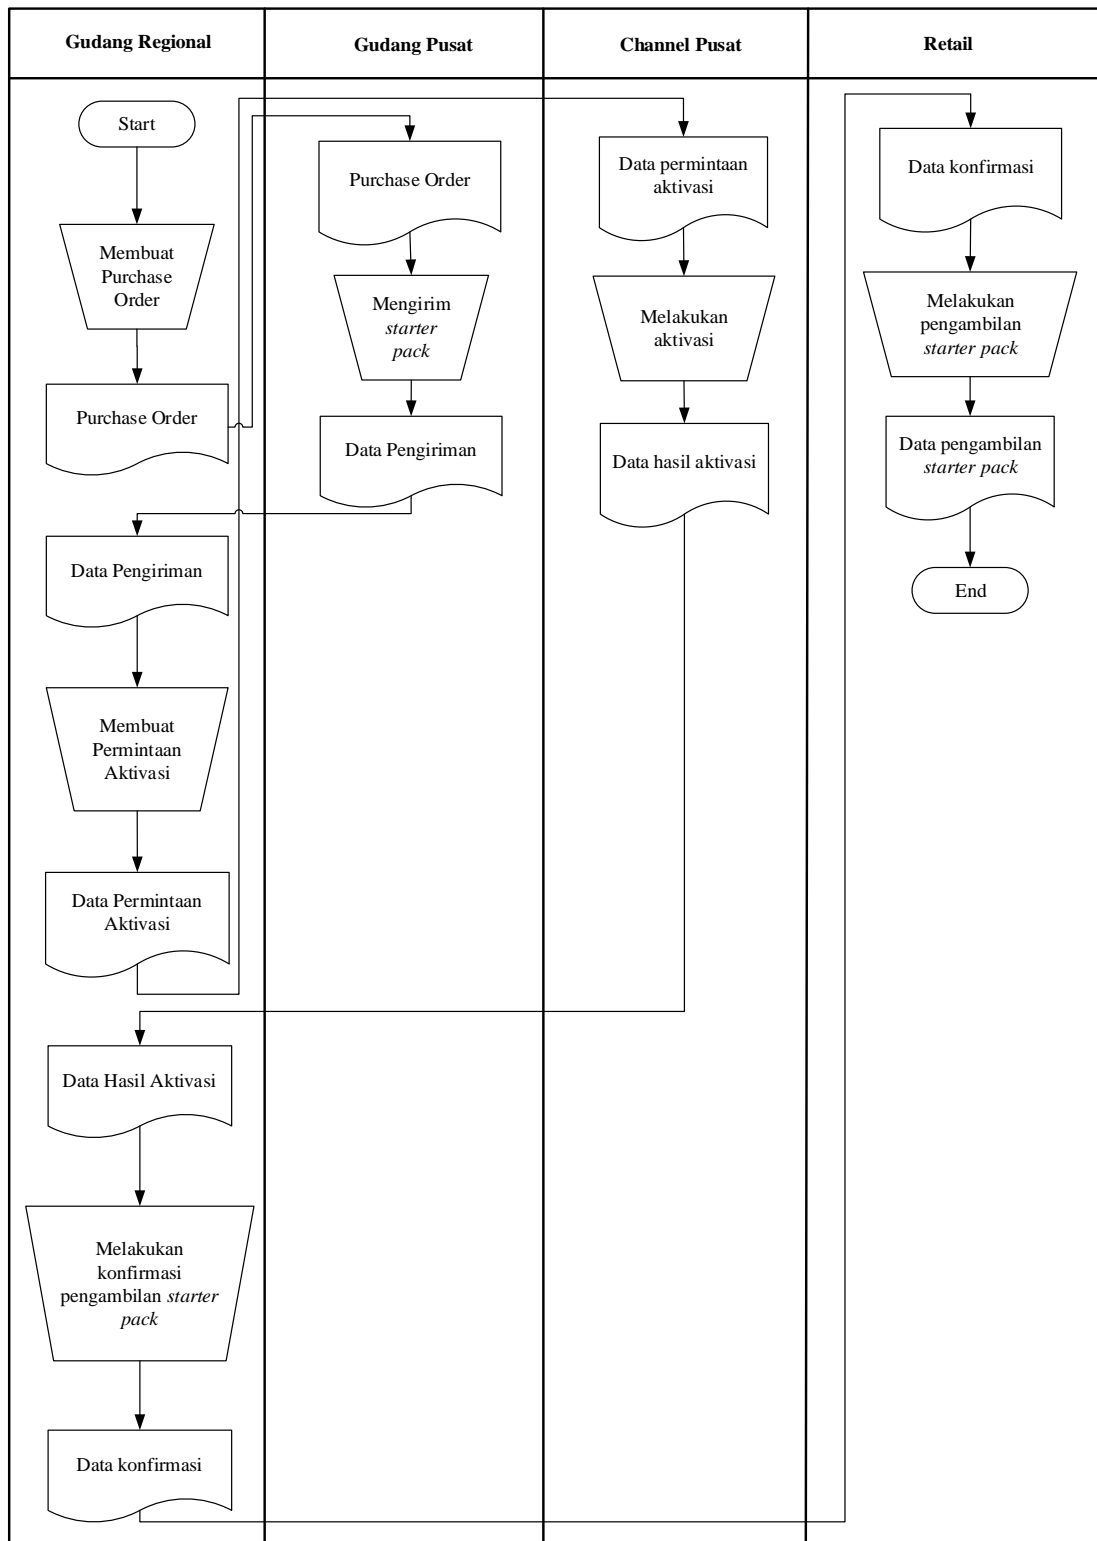 Gudang Regional
Gudang Pusat
Channel Pusat
Retail
Start
Membuat
Purchase
Order
Purchase Order
Data Pengiriman
Membuat
Permintaan
Aktivasi
Data Permintaan
Aktivasi
Data Hasil Aktivasi
Melakukan
konfirmasi
pengambilan starter
pack
Data konfirmasi
Purchase Order
Mengirim
starter
pack
Data Pengiriman
Data permintaan
aktivasi
Melakukan
aktivasi
Data hasil aktivasi
Data konfirmasi
Melakukan
pengambilan
starter pack
Data pengambilan
starter pack
End